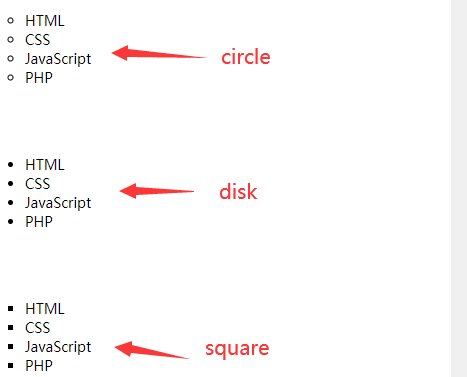 HTML
CSS
JavaScript
PHP
circle
HTML
CSS
JavaScript
PHP
disk
HTML
CSS
JavaScript
PHP
square